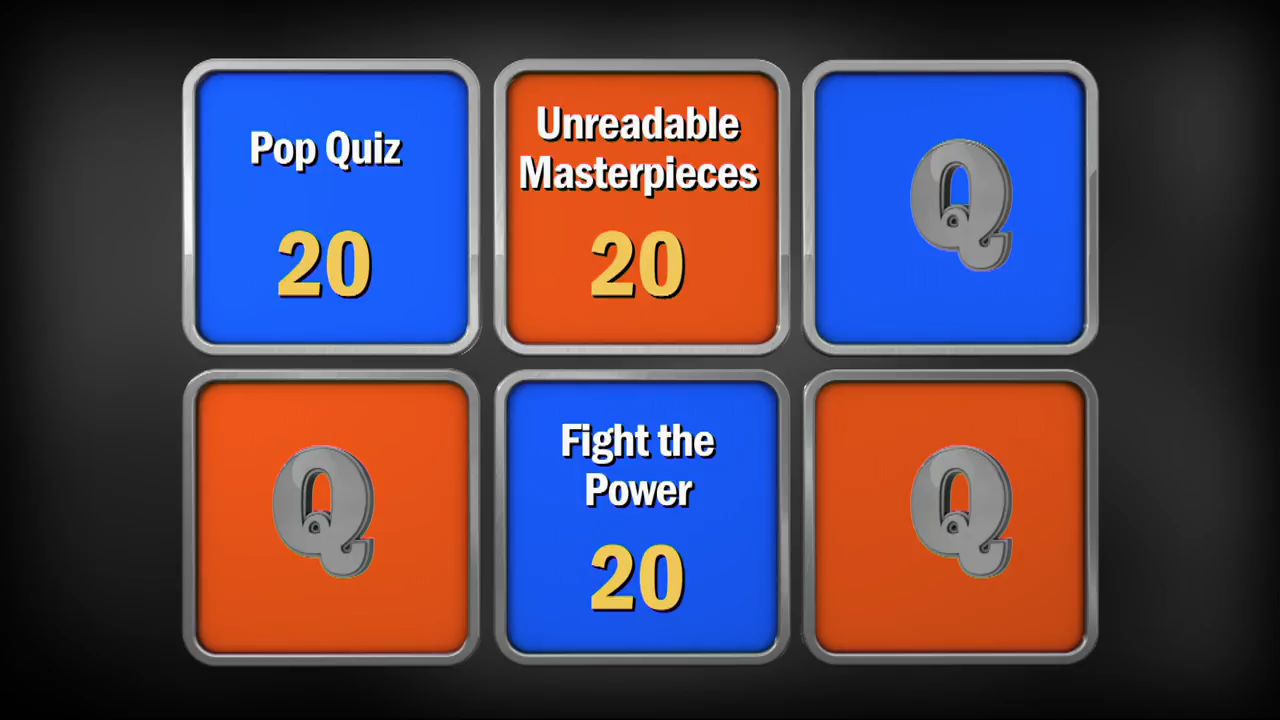 Pop Quiz
20
Unreadable
Masterpieces
20
Q
Q
Fight the
Power
20
Q